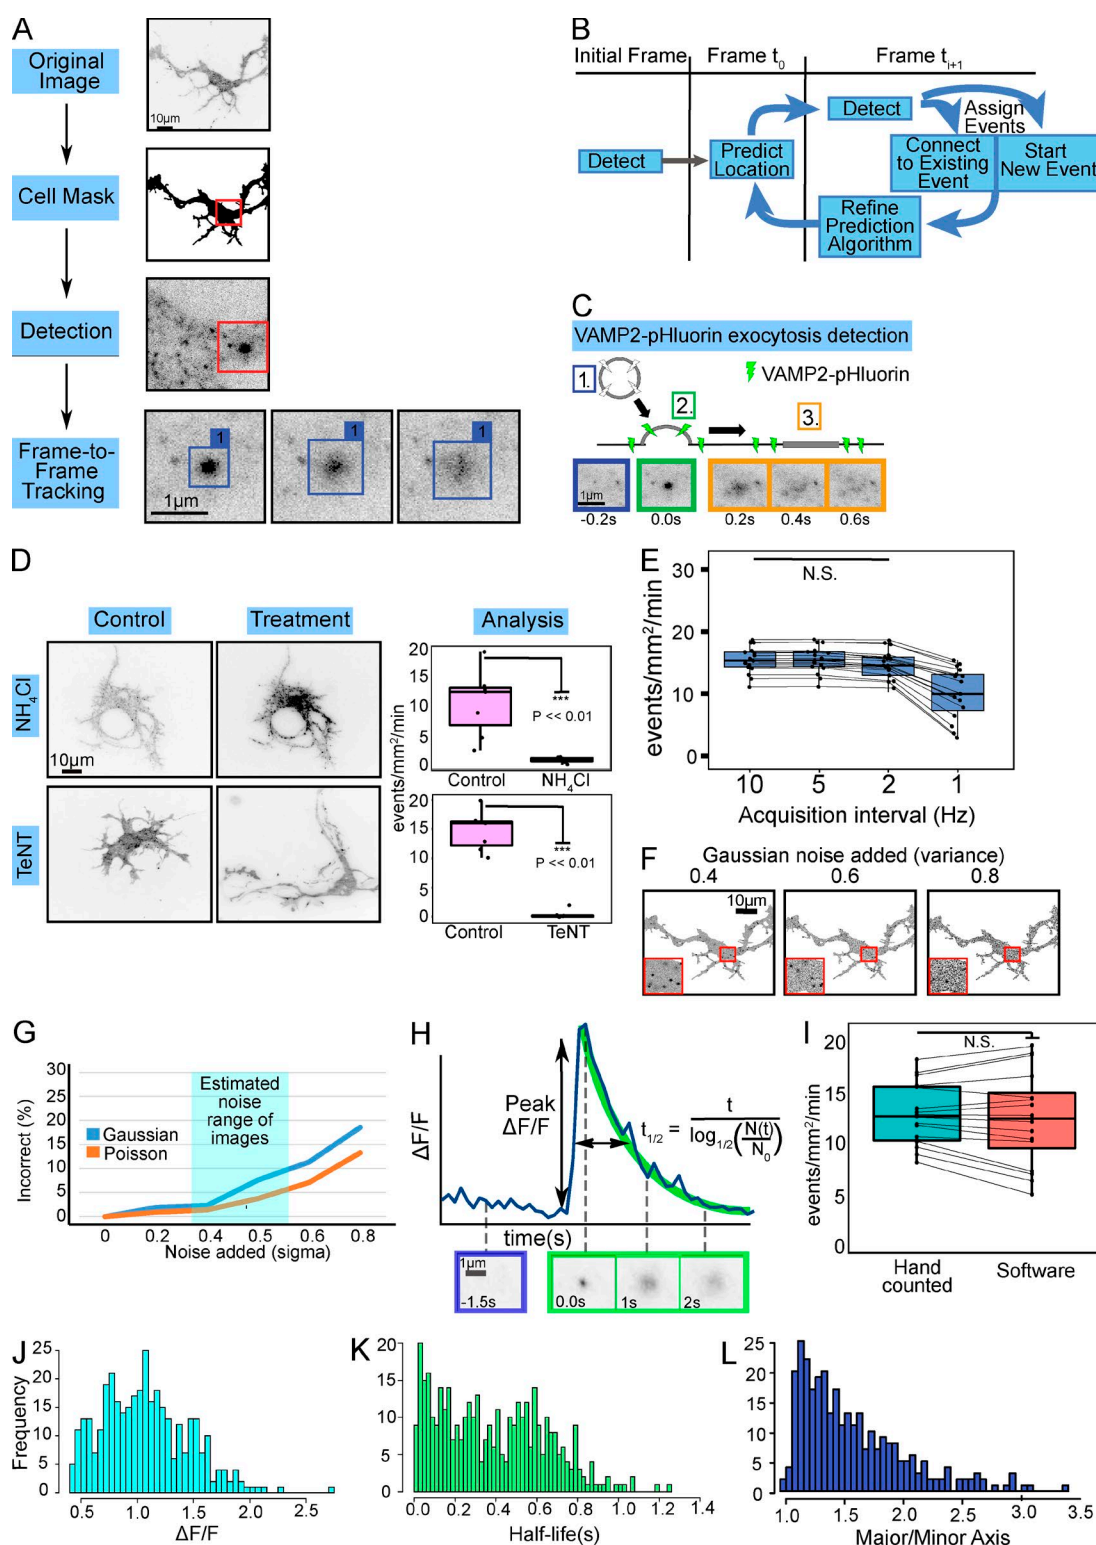 A
Original
Image
10µm
Cell Mask
Detection
Frame-to-
Frame
Tracking
1
1
1
1µm
B
Initial Frame
Frame t0
Frame ti+1
Detect
Predict
Location
Detect
Assign
Events
Connect
to Existing
Event
Start
New Event
Refine
Prediction
Algorithm
C
VAMP2-pHluorin exocytosis detection
1.
2.
3.
VAMP2-pHluorin
1µm
-0.2s
0.0s
0.2s
0.4s
0.6s
D
Control
Treatment
Analysis
NH4Cl
10µm
TeNT
events/mm²/min
20
15
10
5
0
***
P << 0.01
Control
NH4Cl
20
15
10
5
0
***
P << 0.01
Control
TeNT
E
N.S.
events/mm²/min
30
20
10
0
10
5
2
1
Acquisition interval (Hz)
F
Gaussian noise added (variance)
0.4
0.6
0.8
10µm
G
Incorrect (%)
30
25
20
15
10
5
0
Estimated
noise
range of
images
Gaussian
Poisson
0
0.2
0.4
0.5
0.6
0.8
Noise added (sigma)
H
ΔF/F
Peak
ΔF/F
t1/2 = t / log1/2(N(t)/N0)
time(s)
1µm
-1.5s
0.0s
1s
2s
I
N.S.
events/mm²/min
20
15
10
5
0
Hand
counted
Software
J
Frequency
25
20
15
10
5
0
0.5
1.0
1.5
2.0
2.5
ΔF/F
K
20
15
10
5
0
0.0
0.2
0.4
0.6
0.8
1.0
1.4
Half-life(s)
L
25
20
15
10
5
0
1.0
1.5
2.0
2.5
3.0
3.5
Major/Minor Axis